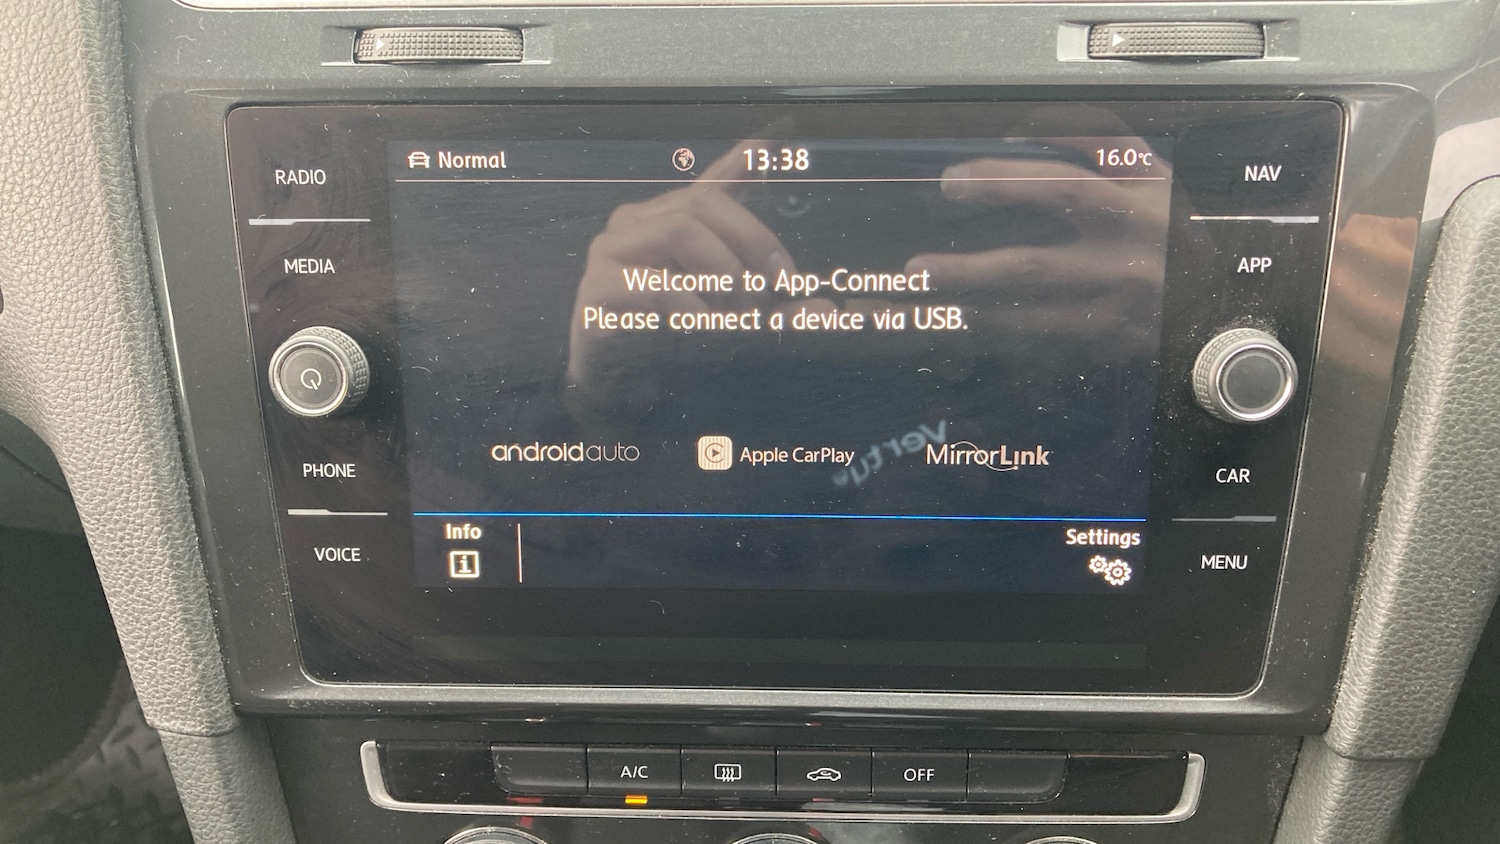 Normal
13:38
16.0°C
RADIO
NAV
MEDIA
APP
Welcome to App-Connect
Please connect a device via USB.
androidauto
Apple CarPlay
MirrorLink
Vertu
PHONE
CAR
Info
Settings
VOICE
MENU
A/C
OFF